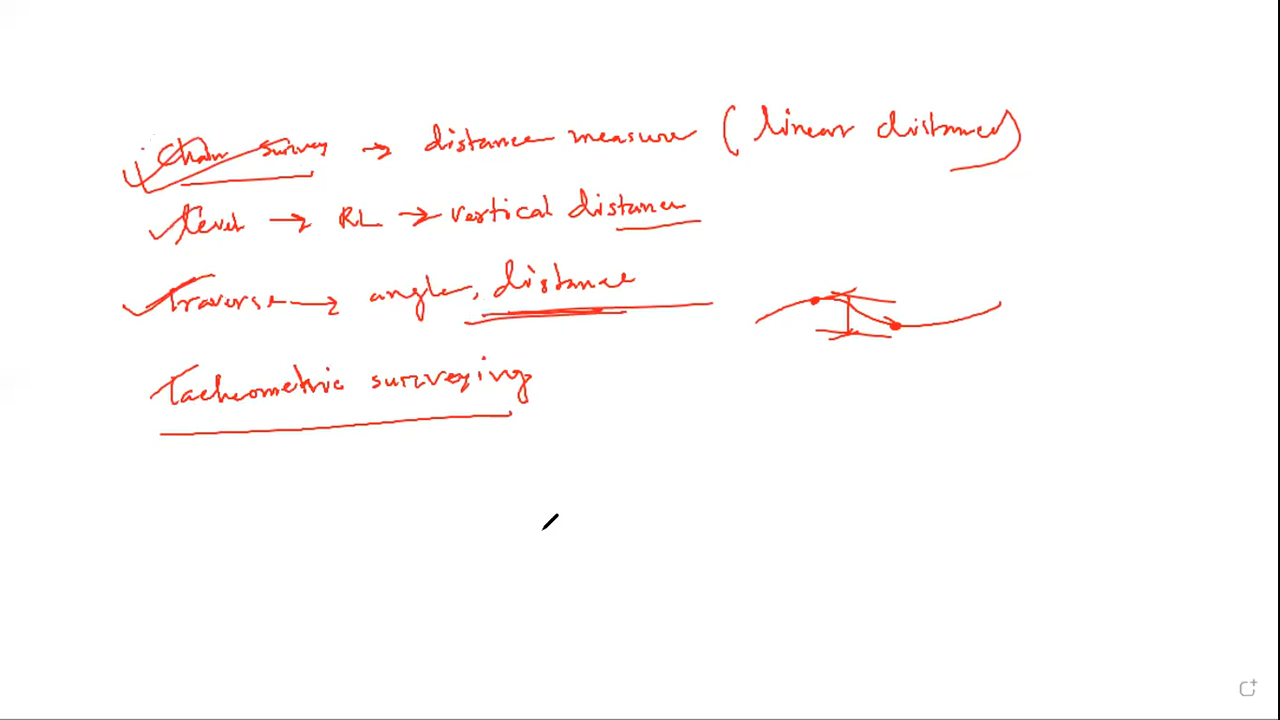 Chain survey → distance measure (linear distance)
Level → RL → vertical distance
Traverse → angle, distance
Tacheometric surveying